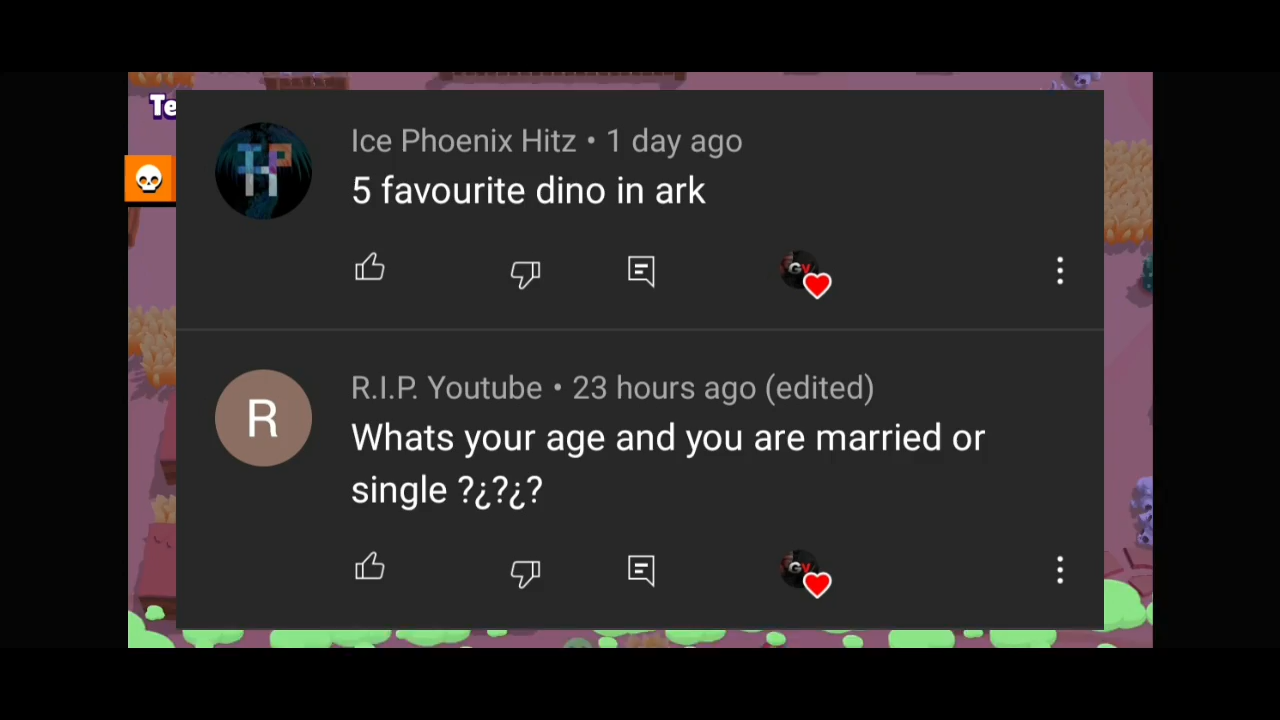 Te
Ice Phoenix Hitz • 1 day ago
5 favourite dino in ark
R.I.P. Youtube • 23 hours ago (edited)
R
Whats your age and you are married or
single ?¿?¿?